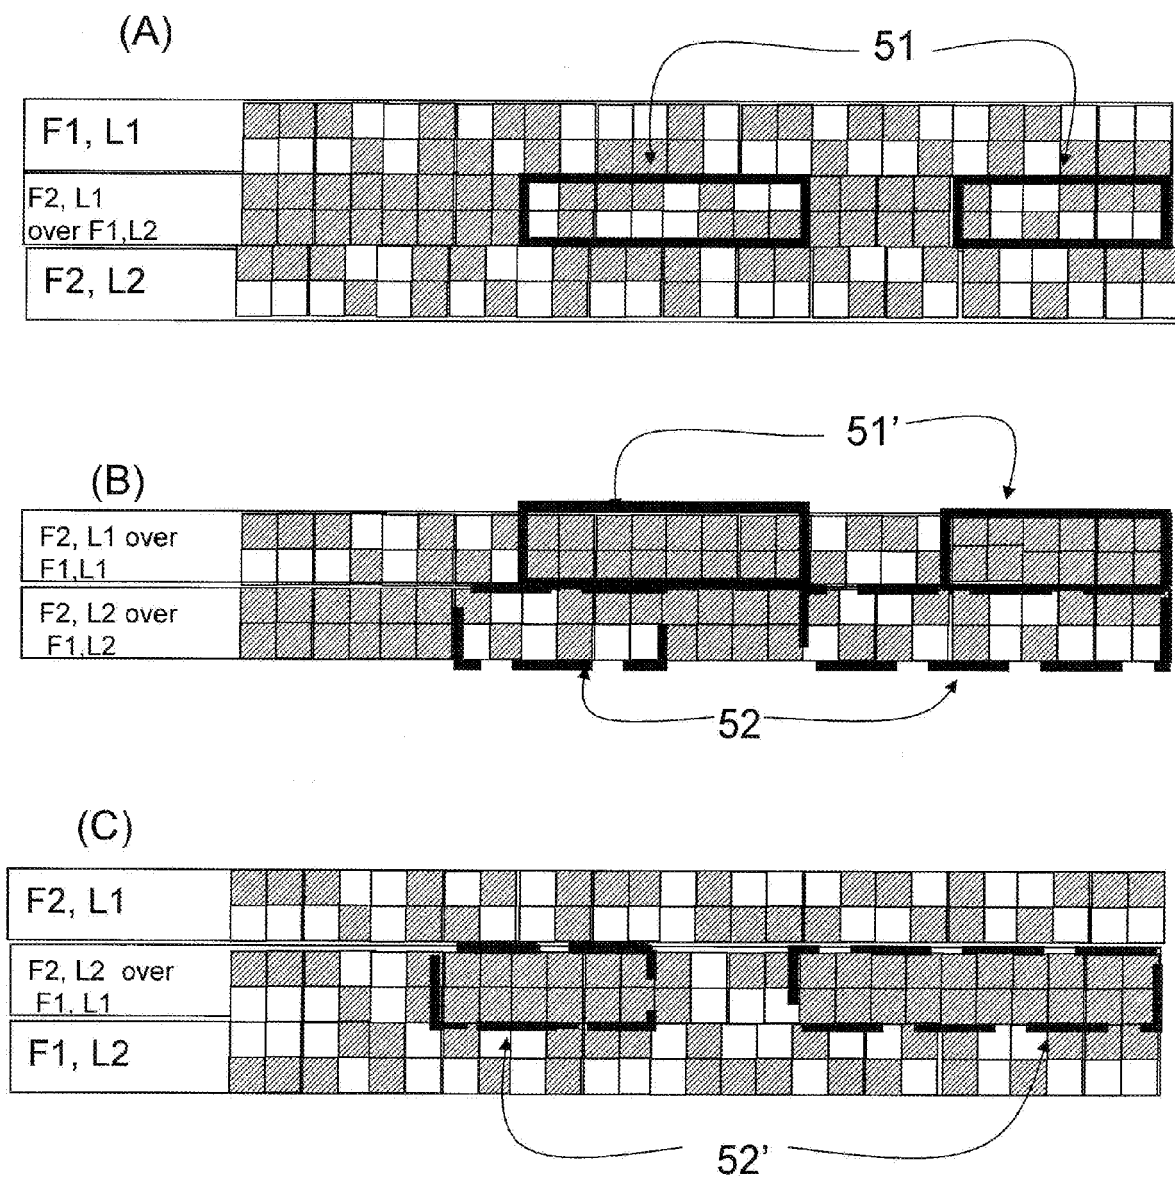 (A)
51
F1, L1
F2, L1
over F1,L2
F2, L2
51’
(B)
F2, L1 over
F1,L1
F2, L2 over
F1,L2
52
(C)
F2, L1
F2, L2 over
F1, L1
F1, L2
52’